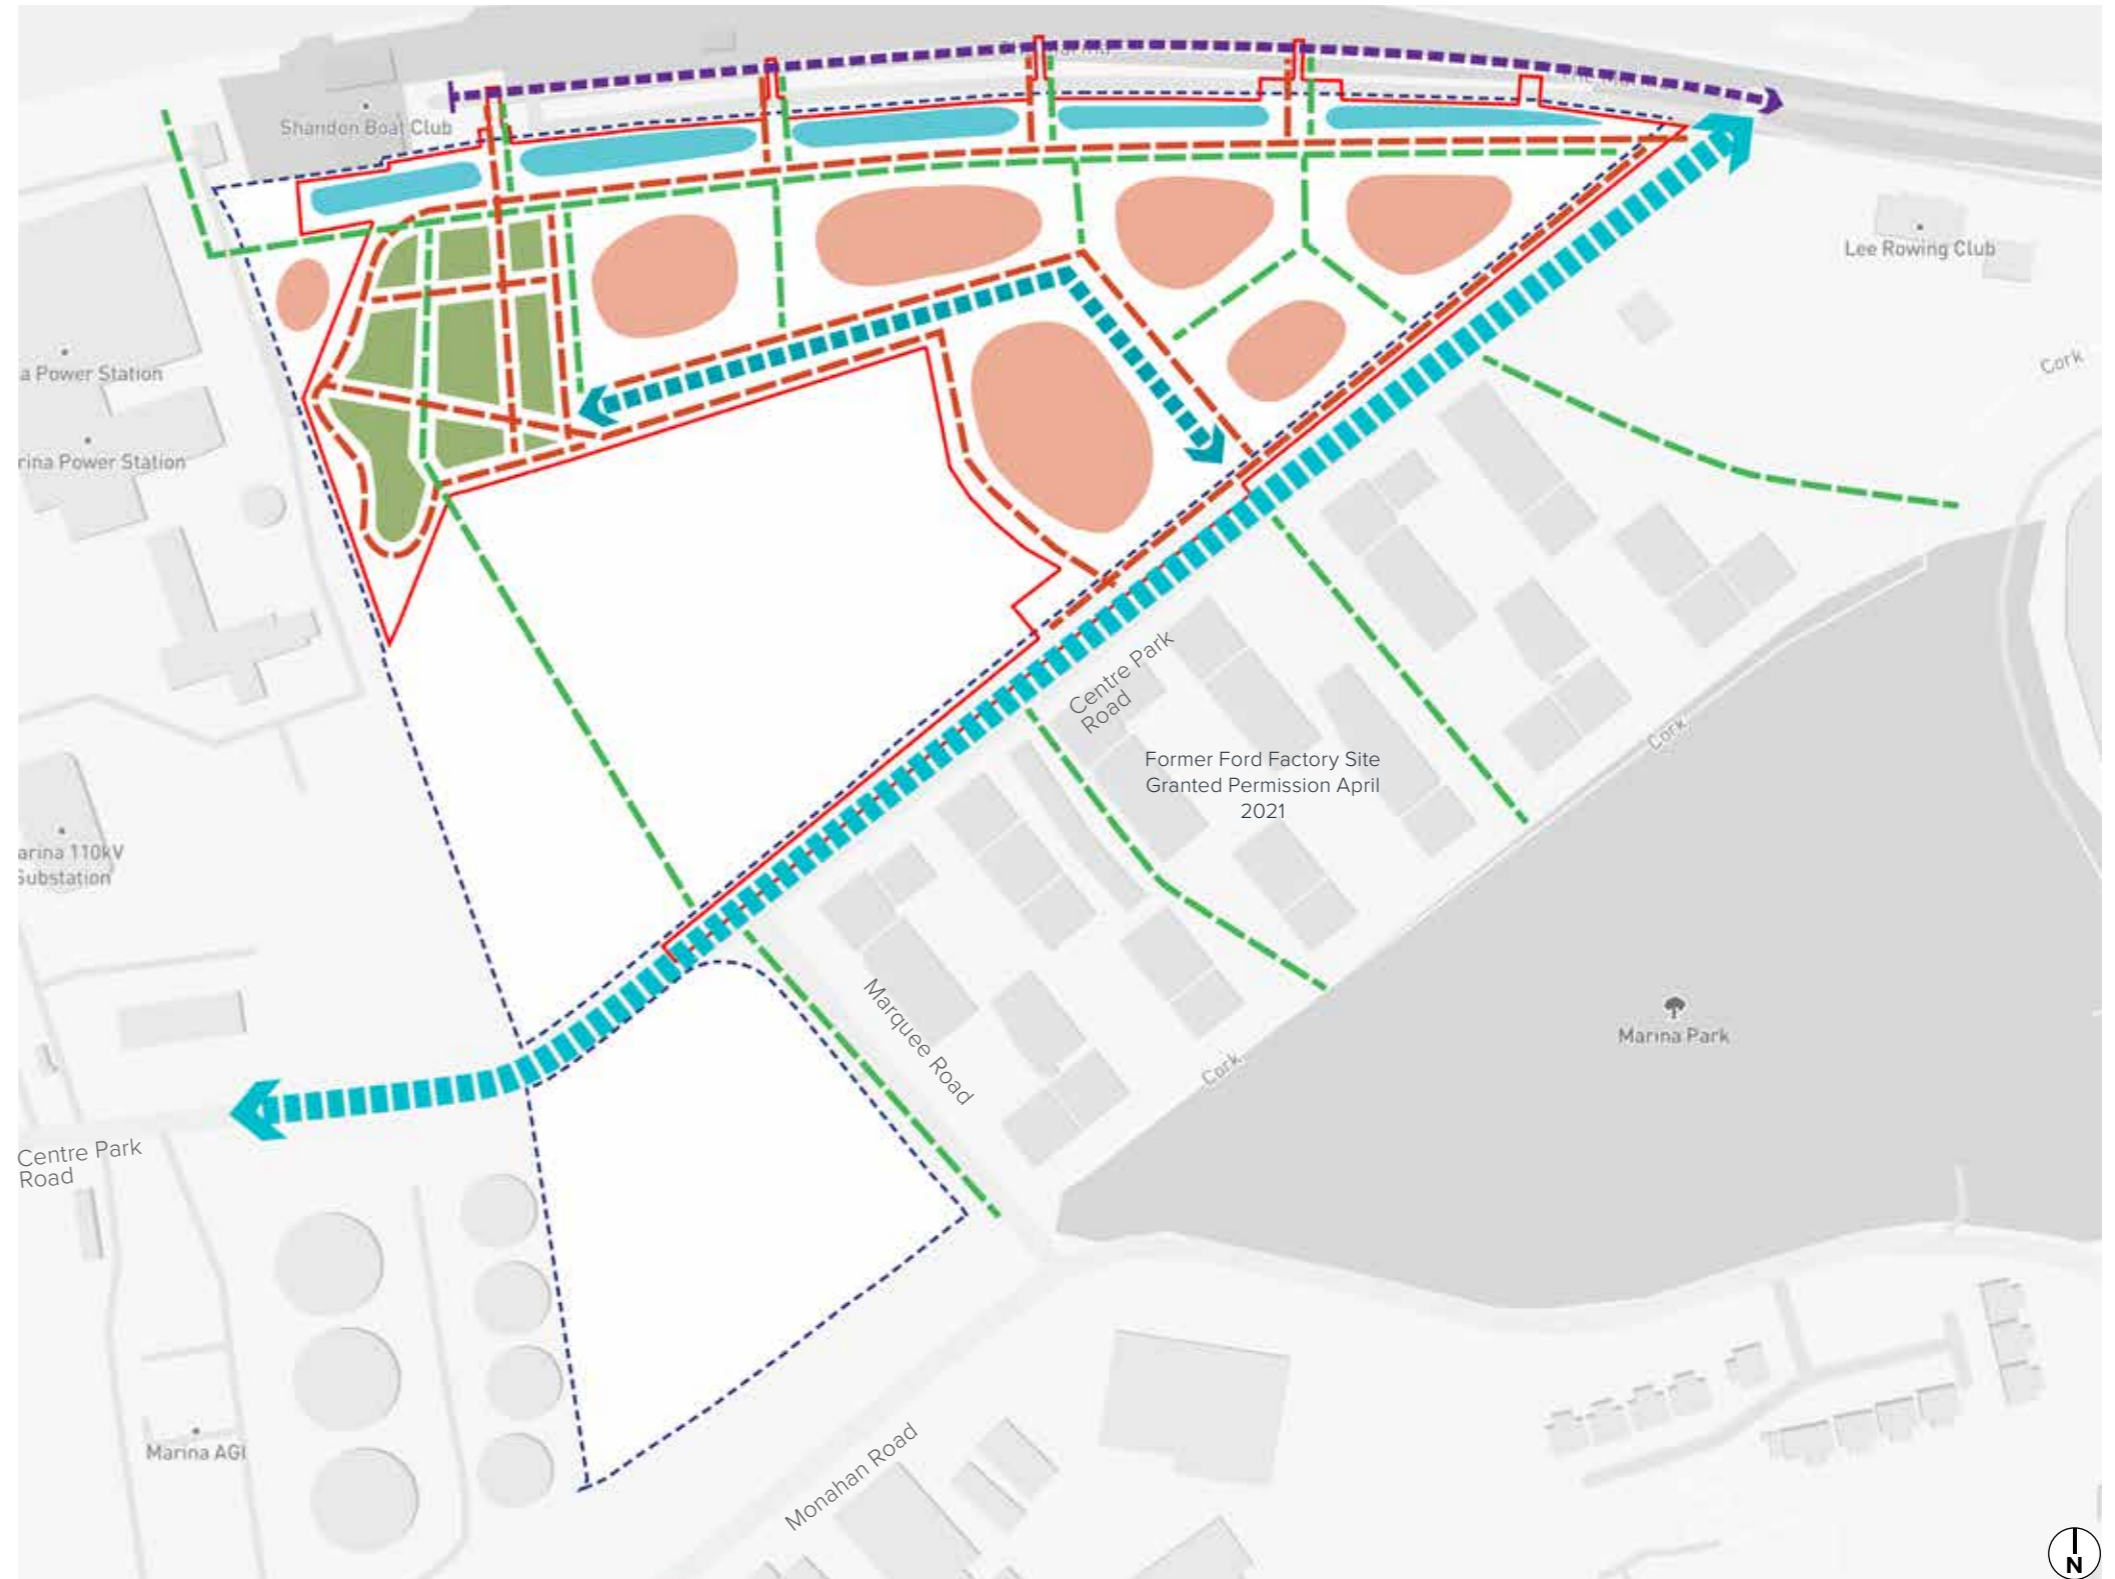 Shandon Boat Club
Lee Rowing Club
a Power Station
Cork
rina Power Station
Centre Park
Road
Former Ford Factory Site
Granted Permission April
2021
Cork
arina 110kV
Substation
Marquee Road
Marina Park
Cork
Centre Park
Road
Marina AGI
Monahan Road
N